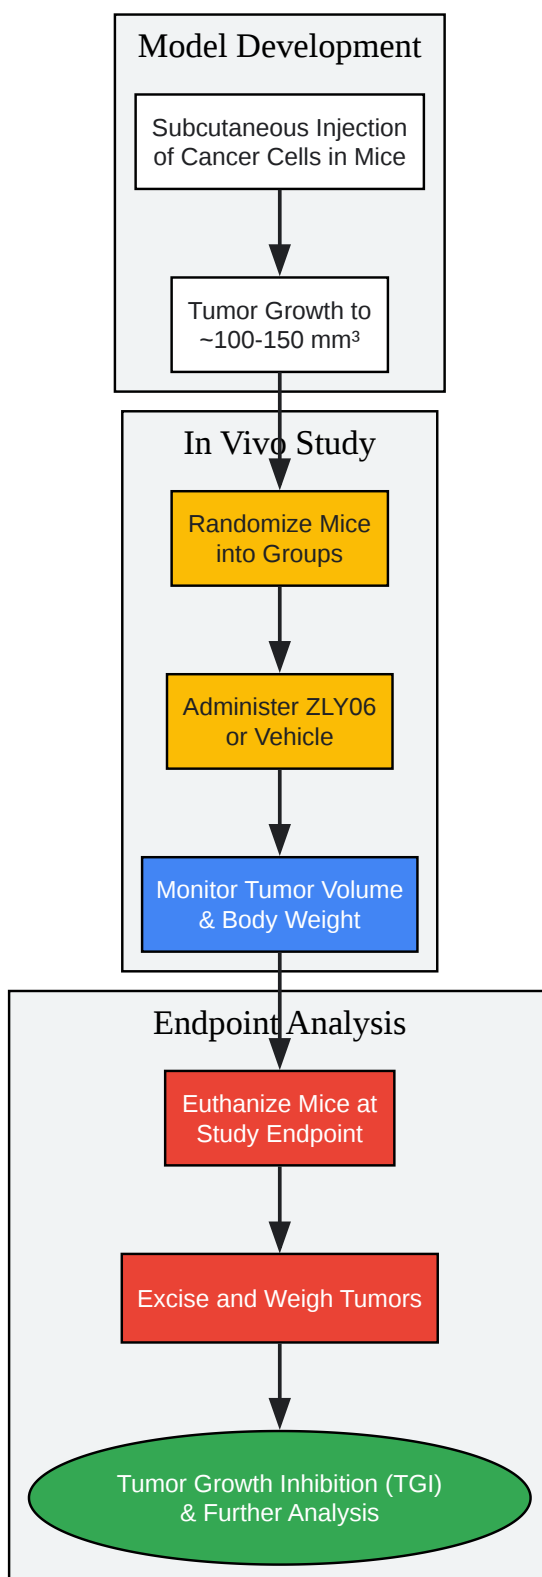 Model Development
Subcutaneous Injection
of Cancer Cells in Mice
Tumor Growth to
~100-150 mm³
In Vivo Study
Randomize Mice
into Groups
Administer ZLY06
or Vehicle
Monitor Tumor Volume
& Body Weight
Endpoint Analysis
Euthanize Mice at
Study Endpoint
Excise and Weigh Tumors
Tumor Growth Inhibition (TGI)
& Further Analysis